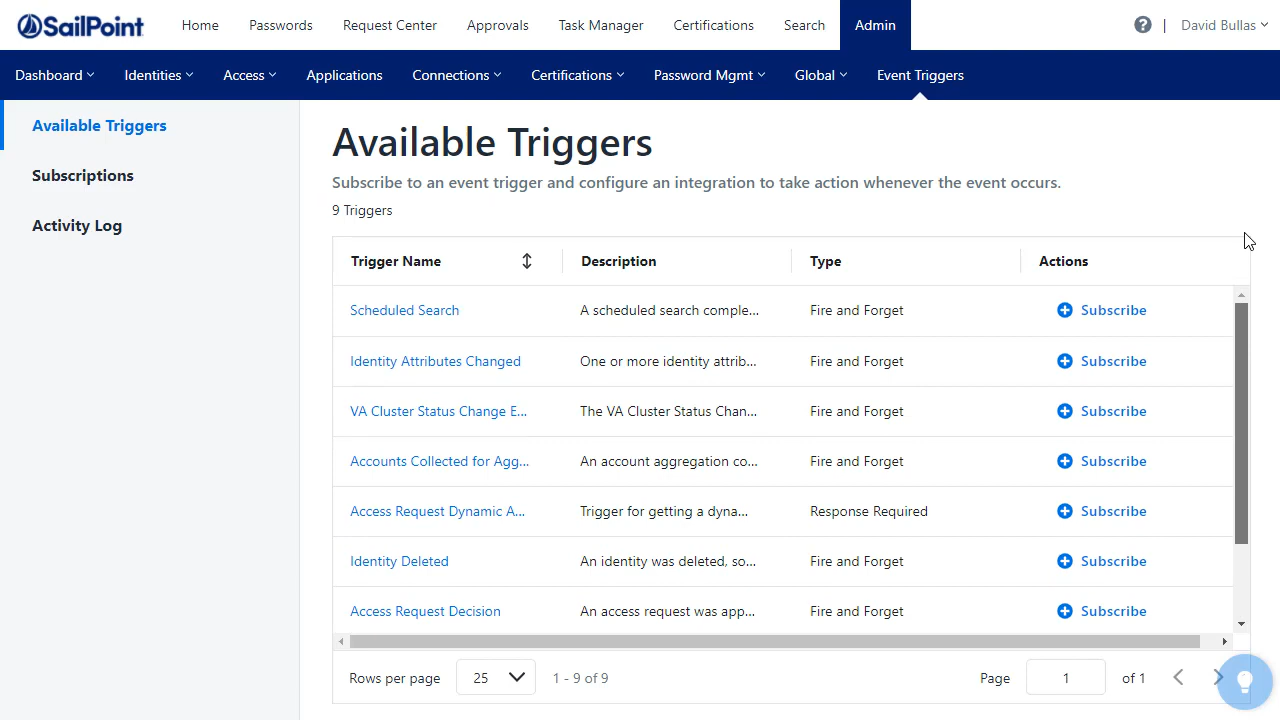 SailPoint Home Passwords Request Center Approvals Task Manager Certifications Search Admin ? | David Bullas
Dashboard Identities Access Applications Connections Certifications Password Mgmt Global Event Triggers
Available Triggers
Subscriptions
Activity Log
Available Triggers
Subscribe to an event trigger and configure an integration to take action whenever the event occurs.
9 Triggers
Trigger Name Description Type Actions
Scheduled Search A scheduled search comple... Fire and Forget Subscribe
Identity Attributes Changed One or more identity attrib... Fire and Forget Subscribe
VA Cluster Status Change E... The VA Cluster Status Chan... Fire and Forget Subscribe
Accounts Collected for Agg... An account aggregation co... Fire and Forget Subscribe
Access Request Dynamic A... Trigger for getting a dyna... Response Required Subscribe
Identity Deleted An identity was deleted, so... Fire and Forget Subscribe
Access Request Decision An access request was app... Fire and Forget Subscribe
Rows per page 25 1 - 9 of 9 Page 1 of 1